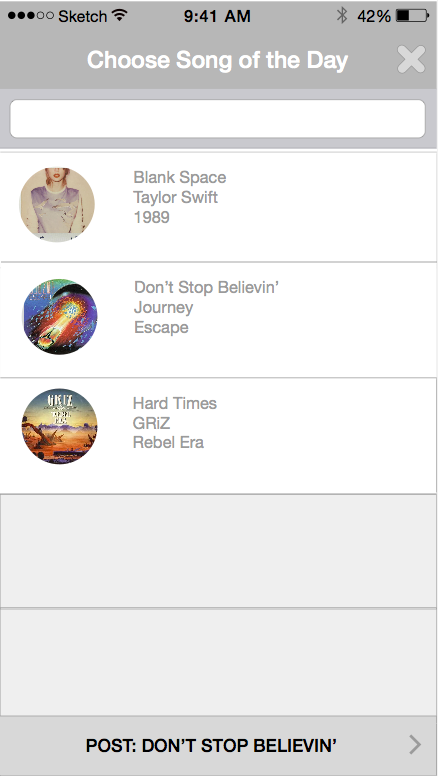 Sketch 9:41 AM 42%
Choose Song of the Day
Blank Space
Taylor Swift
1989
Don’t Stop Believin’
Journey
Escape
GRiZ
Hard Times
GRiZ
Rebel Era
POST: DON’T STOP BELIEVIN’